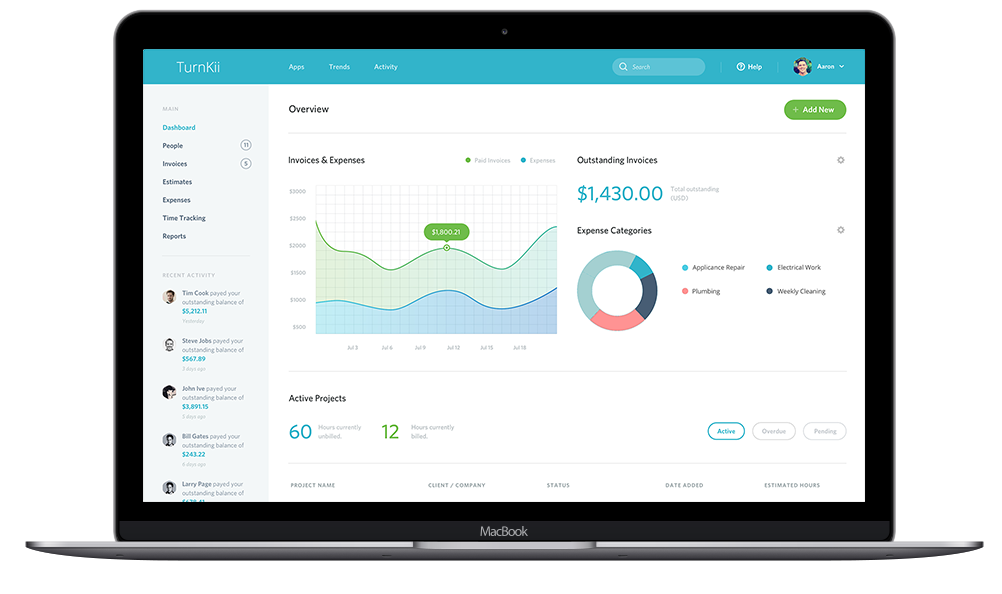 TurnKii
Apps
Trends
Activity
Search
Help
Aaron
MAIN
Dashboard
People
11
Invoices
5
Estimates
Expenses
Time Tracking
Reports
RECENT ACTIVITY
Tim Cook payed your
outstanding balance of
$5,212.11
Yesterday
Steve Jobs payed your
outstanding balance of
$567.89
John Ive payed your
outstanding balance of
$3,891.15
5 days ago
Bill Gates payed your
outstanding balance of
$243.22
Larry Page payed your
outstanding balance of
Overview
+ Add New
Invoices & Expenses
Paid Invoices
Expenses
$3000
$2500
$2000
$1500
$1000
$500
$1,800.21
Jul 3
Jul 6
Jul 9
Jul 12
Jul 15
Jul 18
Outstanding Invoices
$1,430.00
Total outstanding
(USD)
Expense Categories
Applicance Repair
Electrical Work
Plumbing
Weekly Cleaning
Active Projects
60
Hours currently
unbilled.
12
Hours currently
billed.
Active
Overdue
Pending
PROJECT NAME
CLIENT / COMPANY
STATUS
DATE ADDED
ESTIMATED HOURS
MacBook